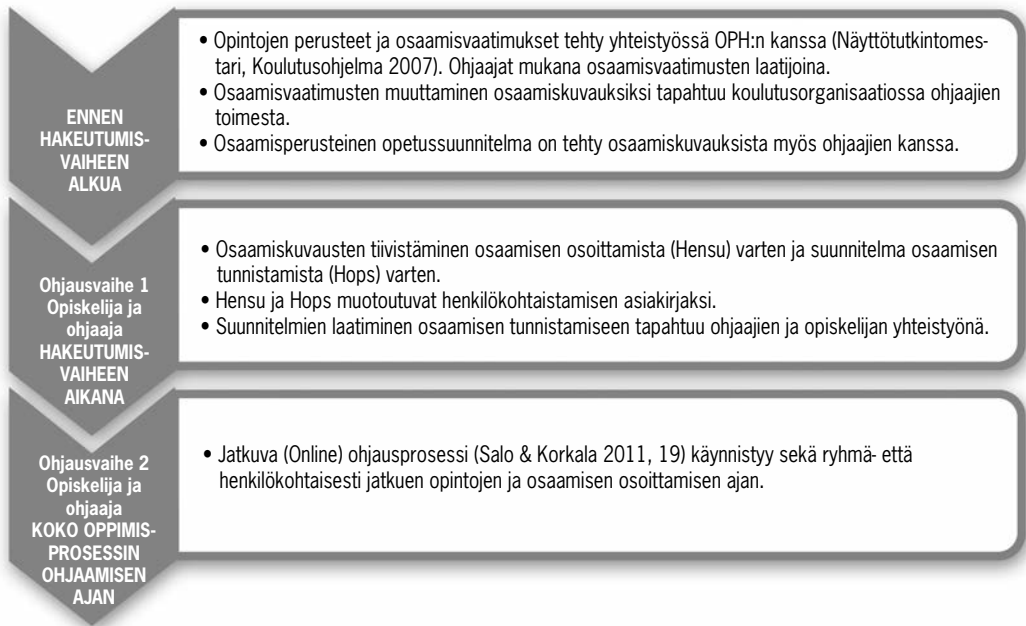 ENNEN
HAKEUTUMIS-
VAIHEEN
ALKUA
• Opintojen perusteet ja osaamisvaatimukset tehty yhteistyössä OPH:n kanssa (Näyttötutkintomes-
tari, Koulutusohjelma 2007). Ohjaajat mukana osaamisvaatimusten laatijoina.
• Osaamisvaatimusten muuttaminen osaamiskuvauksiksi tapahtuu koulutusorganisaatiossa ohjaajien
toimesta.
• Osaamisperusteinen opetussuunnitelma on tehty osaamiskuvauksista myös ohjaajien kanssa.
Ohjausvaihe 1
Opiskelija ja
ohjaaja
HAKEUTUMIS-
VAIHEEN
AIKANA
• Osaamiskuvausten tiivistäminen osaamisen osoittamista (Hensu) varten ja suunnitelma osaamisen
tunnistamista (Hops) varten.
• Hensu ja Hops muotoutuvat henkilökohtaistamisen asiakirjaksi.
• Suunnitelmien laatiminen osaamisen tunnistamiseen tapahtuu ohjaajien ja opiskelijan yhteistyönä.
Ohjausvaihe 2
Opiskelija ja
ohjaaja
KOKO OPPIMIS-
PROSESSIN
OHJAAMISEN
AJAN
• Jatkuva (Online) ohjausprosessi (Salo & Korkala 2011, 19) käynnistyy sekä ryhmä- että
henkilökohtaisesti jatkuen opintojen ja osaamisen osoittamisen ajan.